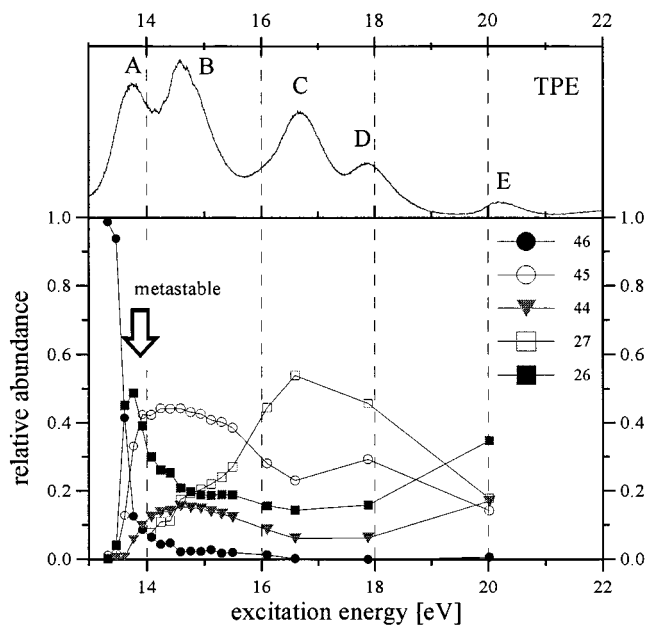 14 16 18 20 22
A B C D E TPE
1.0 1.0
0.8 0.8
0.6 0.6
0.4 0.4
0.2 0.2
0.0 0.0
relative abundance
metastable
46
45
44
27
26
14 16 18 20 22
excitation energy [eV]